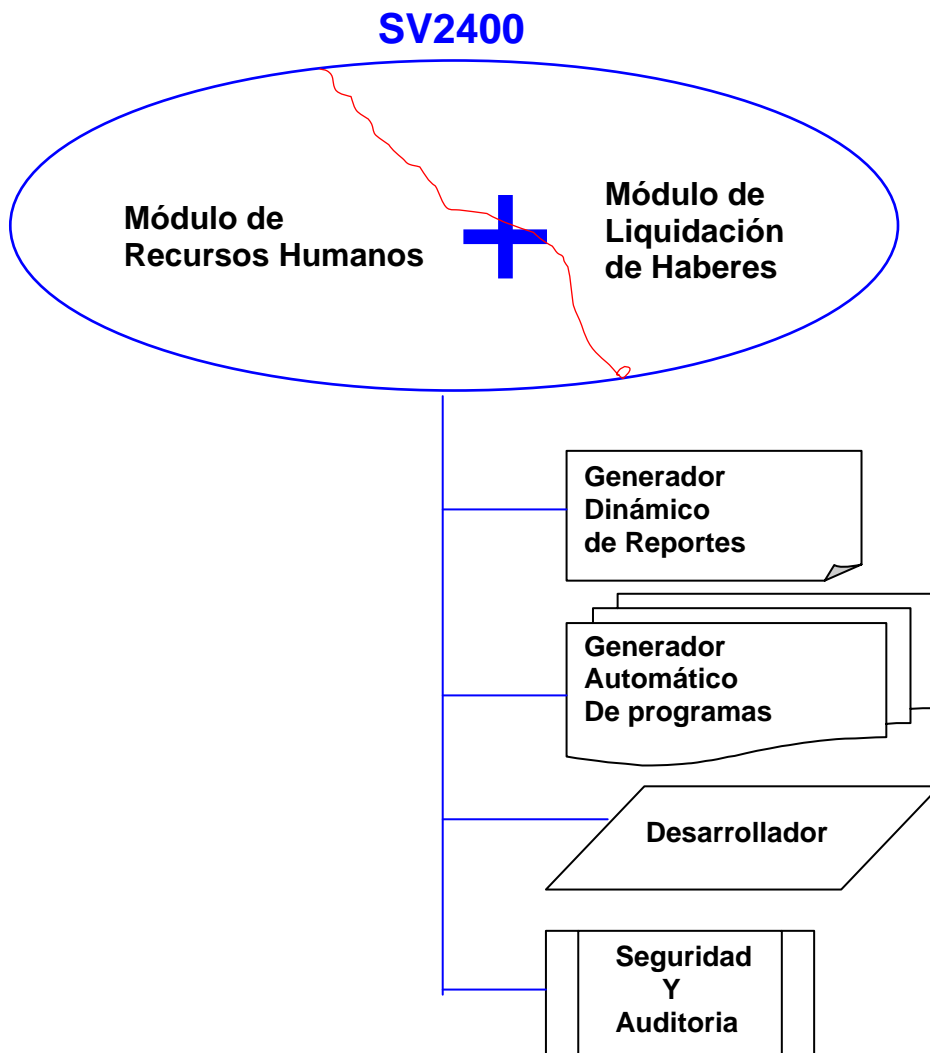 SV2400
Módulo de
Recursos Humanos
Módulo de
Liquidación
de Haberes
Generador
Dinámico
de Reportes
Generador
Automático
De programas
Desarrollador
Seguridad
Y
Auditoria